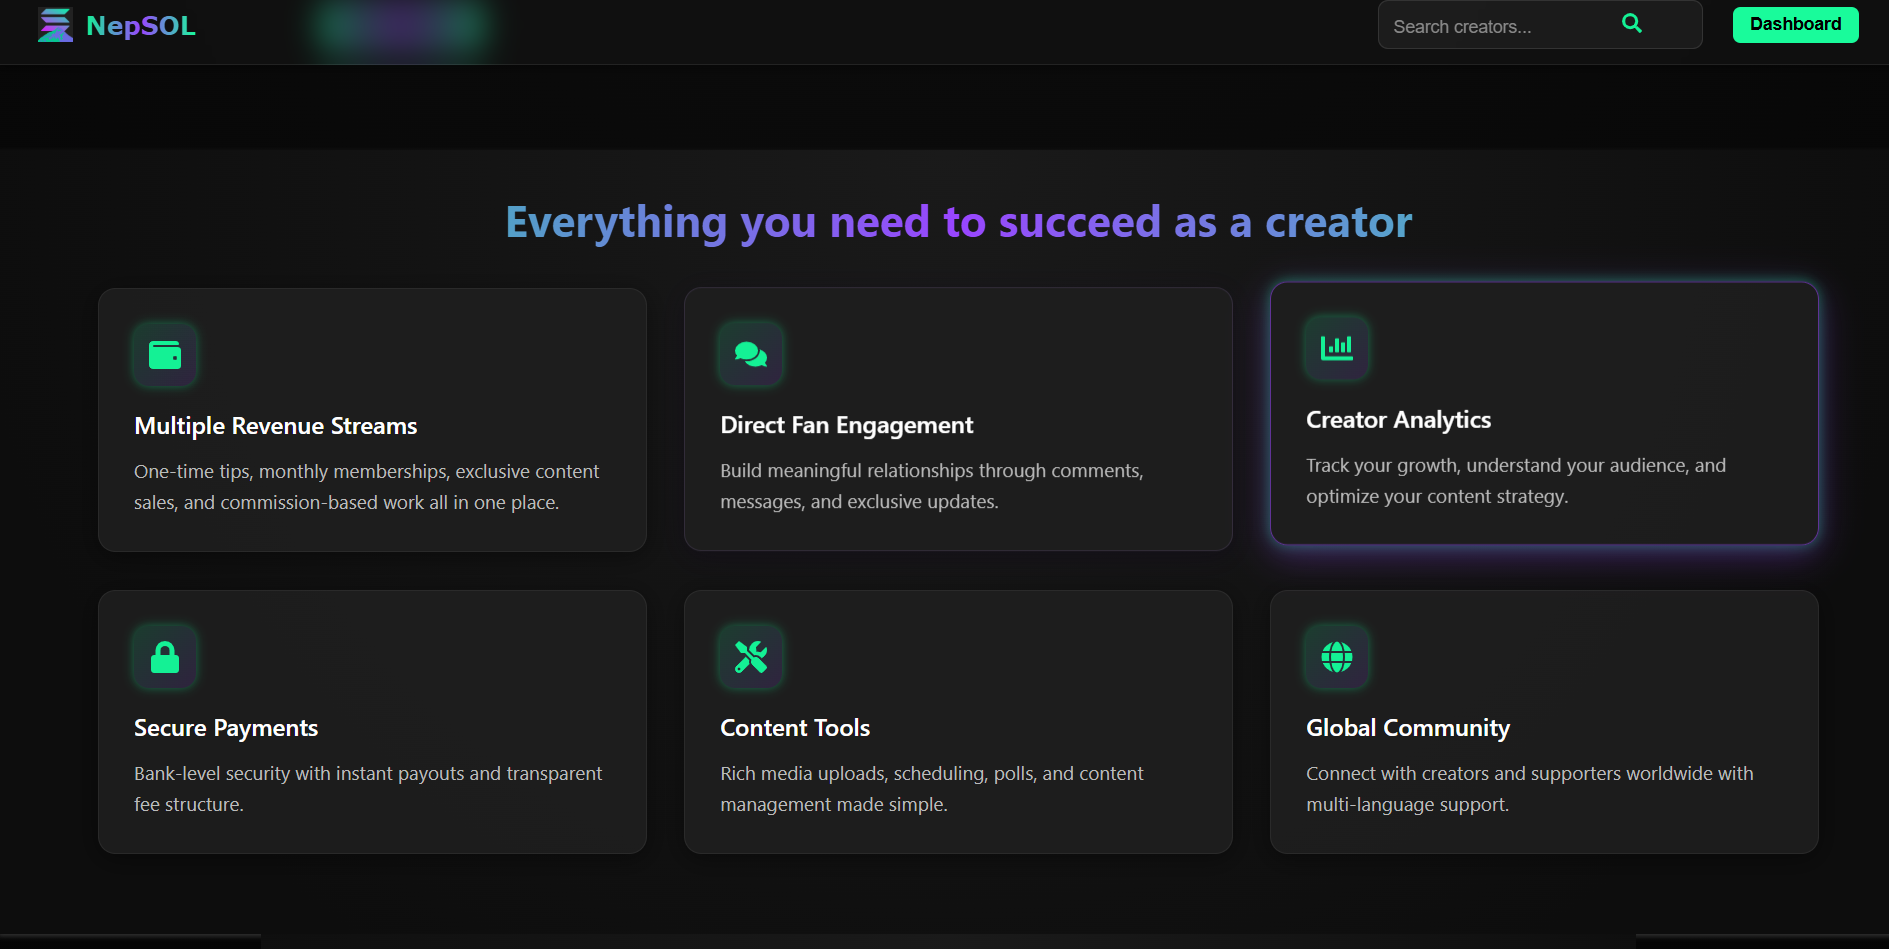 NepSOL
Search creators...
Dashboard
Everything you need to succeed as a creator
Multiple Revenue Streams
One-time tips, monthly memberships, exclusive content
sales, and commission-based work all in one place.
Direct Fan Engagement
Build meaningful relationships through comments,
messages, and exclusive updates.
Creator Analytics
Track your growth, understand your audience, and
optimize your content strategy.
Secure Payments
Bank-level security with instant payouts and transparent
fee structure.
Content Tools
Rich media uploads, scheduling, polls, and content
management made simple.
Global Community
Connect with creators and supporters worldwide with
multi-language support.